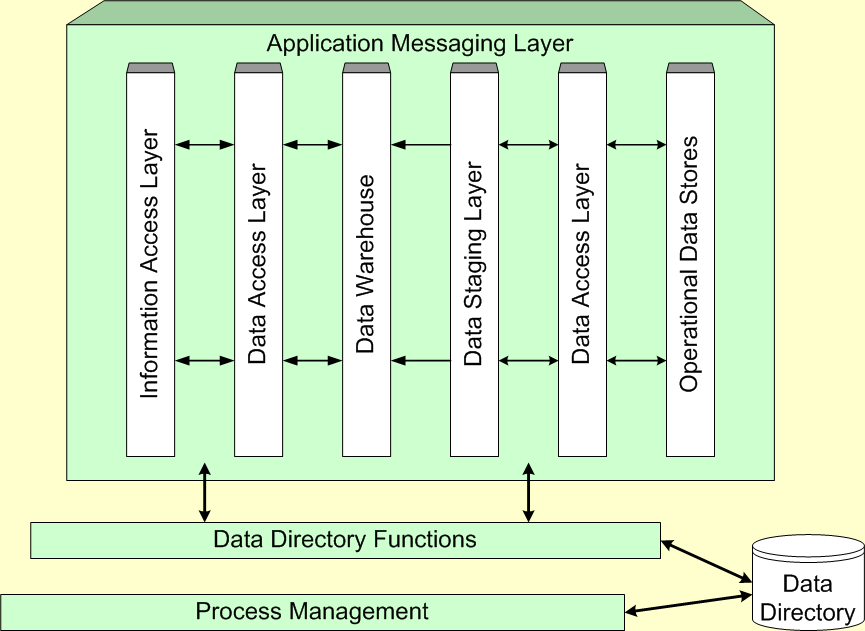 Application Messaging Layer
Information Access Layer
Data Access Layer
Data Warehouse
Data Staging Layer
Data Access Layer
Operational Data Stores
Data Directory Functions
Process Management
Data
Directory